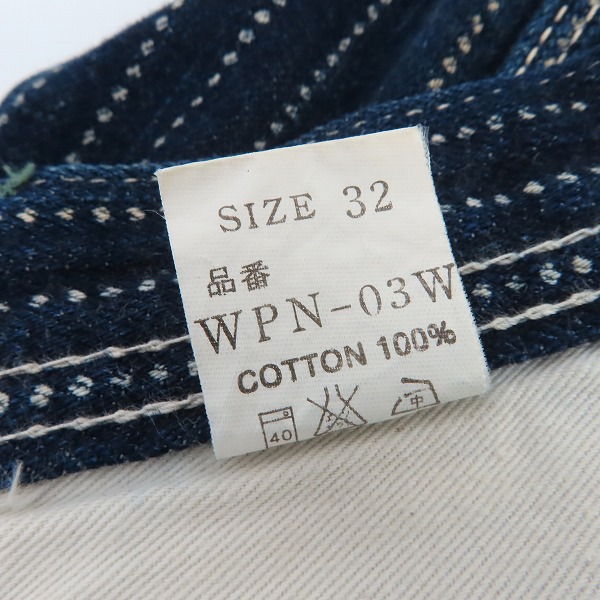 SIZE 32
品番
WPN-03W
COTTON 100%
40 中